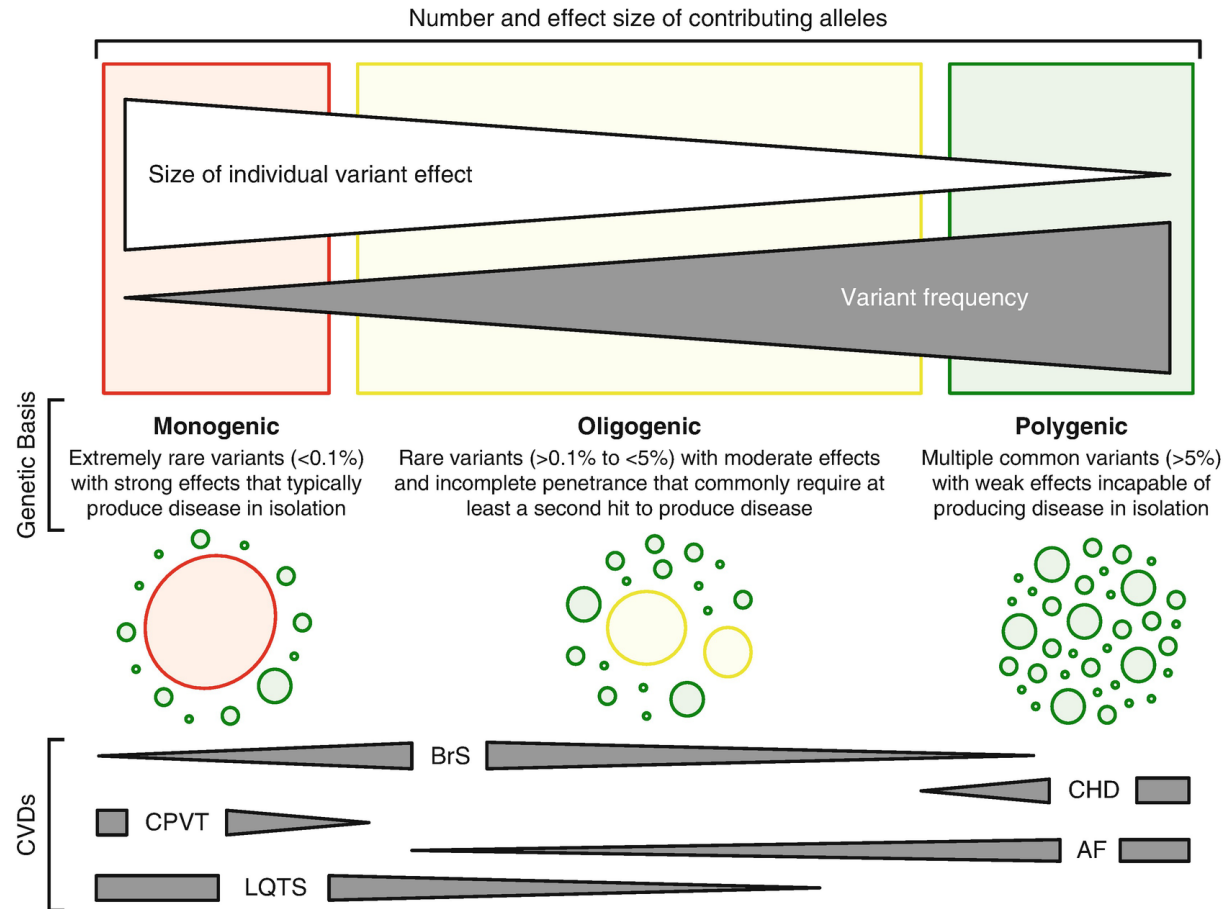 Number and effect size of contributing alleles
Size of individual variant effect
Variant frequency
Genetic Basis
Monogenic
Extremely rare variants (<0.1%)
with strong effects that typically
produce disease in isolation
Oligogenic
Rare variants (>0.1% to <5%) with moderate effects
and incomplete penetrance that commonly require at
least a second hit to produce disease
Polygenic
Multiple common variants (>5%)
with weak effects incapable of
producing disease in isolation
CVDs
BrS
CHD
CPVT
AF
LQTS